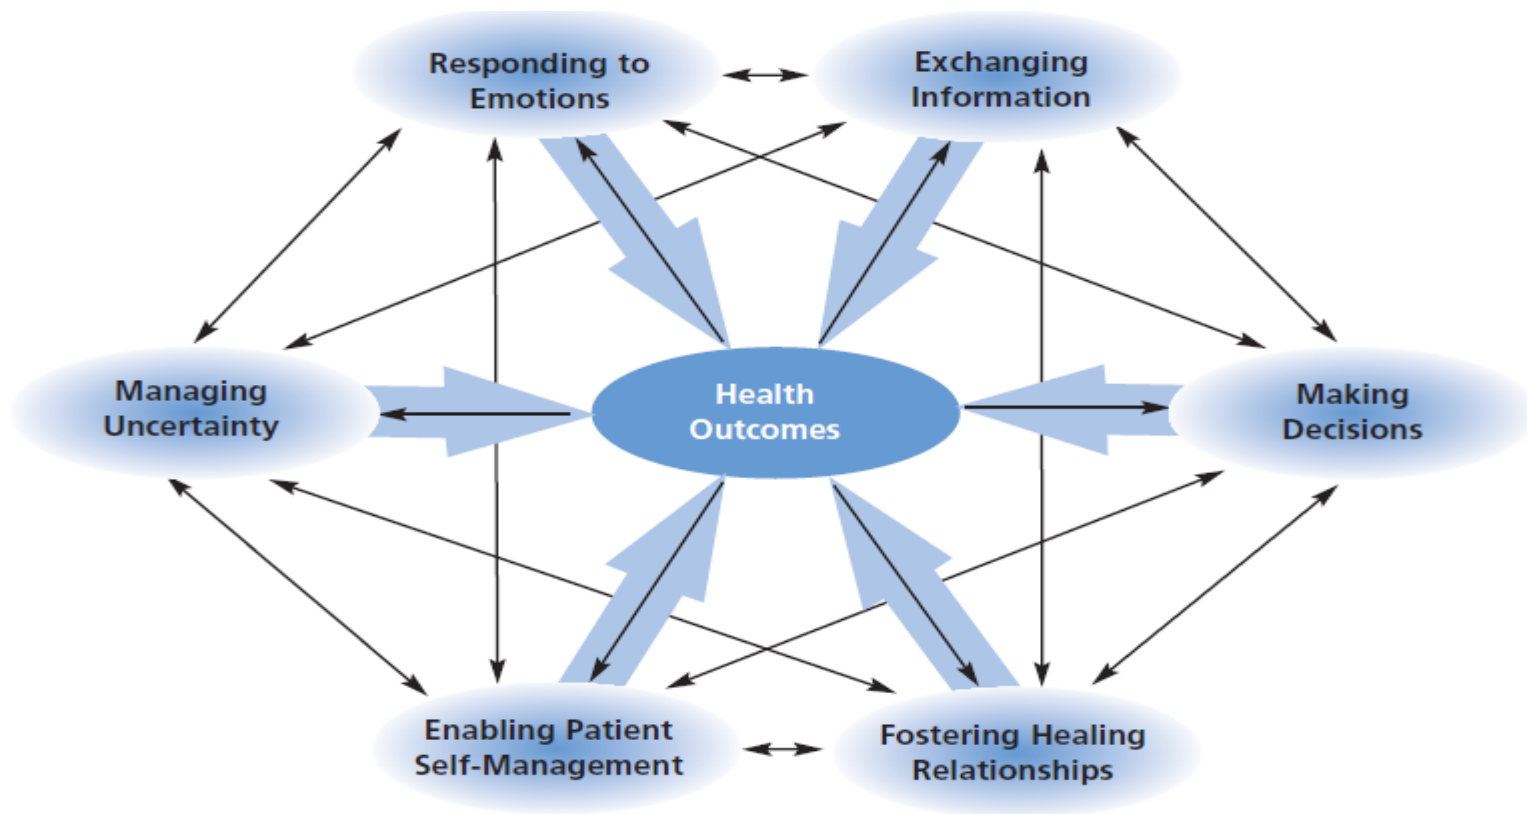 Responding to
Emotions
Exchanging
Information
Managing
Uncertainty
Health
Outcomes
Making
Decisions
Enabling Patient
Self-Management
Fostering Healing
Relationships